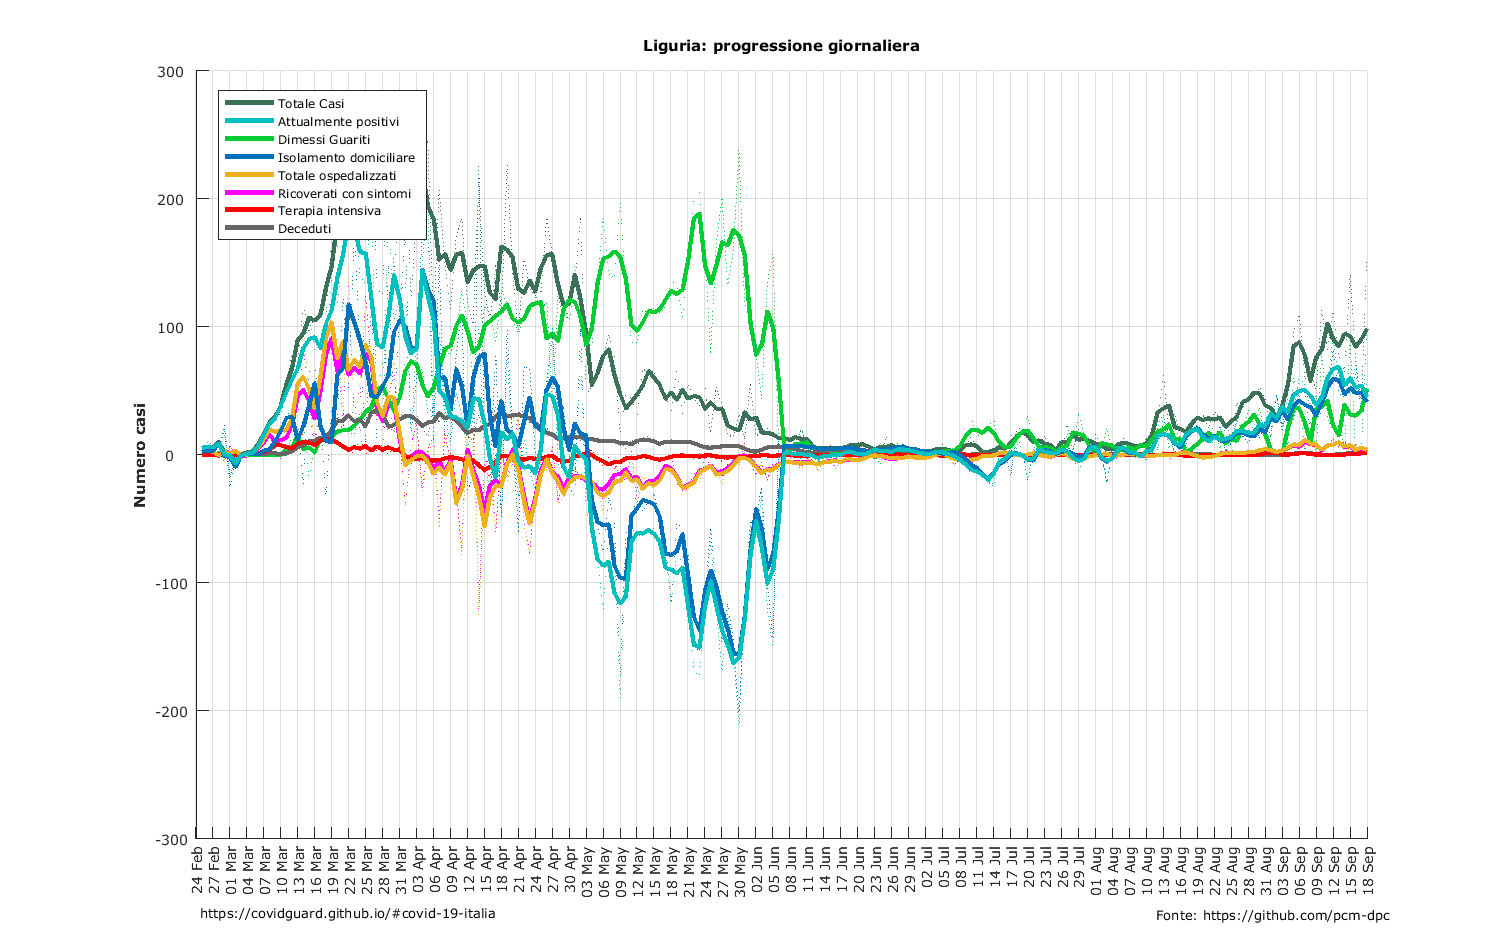 Liguria: progressione giornaliera
300
200
100
0
-100
-200
-300
Numero casi
Totale Casi
Attualmente positivi
Dimessi Guariti
Isolamento domiciliare
Totale ospedalizzati
Ricoverati con sintomi
Terapia intensiva
Deceduti
24 Feb
27 Feb
01 Mar
04 Mar
07 Mar
10 Mar
13 Mar
16 Mar
19 Mar
22 Mar
25 Mar
28 Mar
31 Mar
03 Apr
06 Apr
09 Apr
12 Apr
15 Apr
18 Apr
21 Apr
24 Apr
27 Apr
30 Apr
03 May
06 May
09 May
12 May
15 May
18 May
21 May
24 May
27 May
30 May
02 Jun
05 Jun
08 Jun
11 Jun
14 Jun
17 Jun
20 Jun
23 Jun
26 Jun
29 Jun
02 Jul
05 Jul
08 Jul
11 Jul
14 Jul
17 Jul
20 Jul
23 Jul
26 Jul
29 Jul
01 Aug
04 Aug
07 Aug
10 Aug
13 Aug
16 Aug
19 Aug
22 Aug
25 Aug
28 Aug
31 Aug
03 Sep
06 Sep
09 Sep
12 Sep
15 Sep
18 Sep
https://covidguard.github.io/#covid-19-italia
Fonte: https://github.com/pcm-dpc